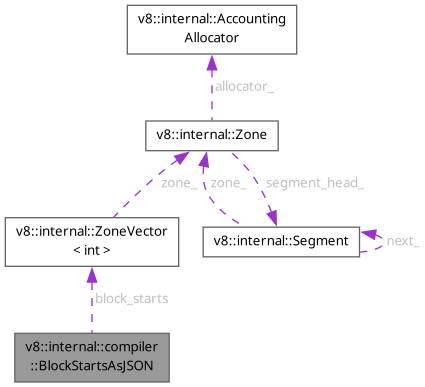 v8::internal::Accounting
Allocator
allocator_
v8::internal::Zone
zone_
zone_
segment_head_
v8::internal::ZoneVector
< int >
v8::internal::Segment
next_
block_starts
v8::internal::compiler
::BlockStartsAsJSON